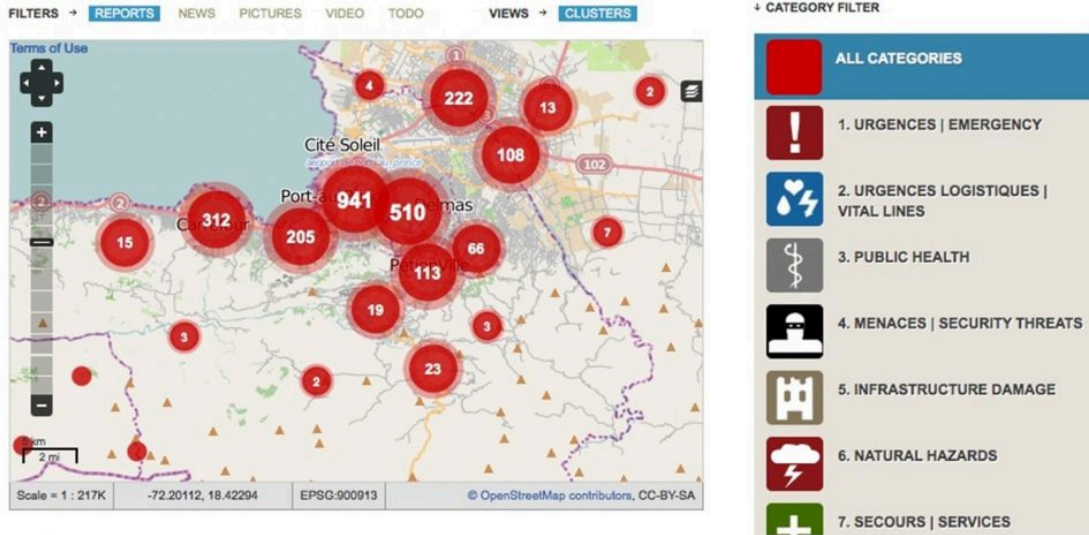 FILTERS → REPORTS NEWS PICTURES VIDEO TODO VIEWS → CLUSTERS
↓ CATEGORY FILTER
Terms of Use
ALL CATEGORIES
4
222
13
2
1. URGENCES | EMERGENCY
Cité Soleil
108
102
2. URGENCES LOGISTIQUES |
VITAL LINES
941
510
2
2
312
205
15
66
7
3. PUBLIC HEALTH
113
19
3
3
4. MENACES | SECURITY THREATS
23
2
5. INFRASTRUCTURE DAMAGE
km
2 mi
6. NATURAL HAZARDS
Scale = 1 : 217K
-72.20112, 18.42294
EPSG:900913
© OpenStreetMap contributors, CC-BY-SA
7. SECOURS | SERVICES